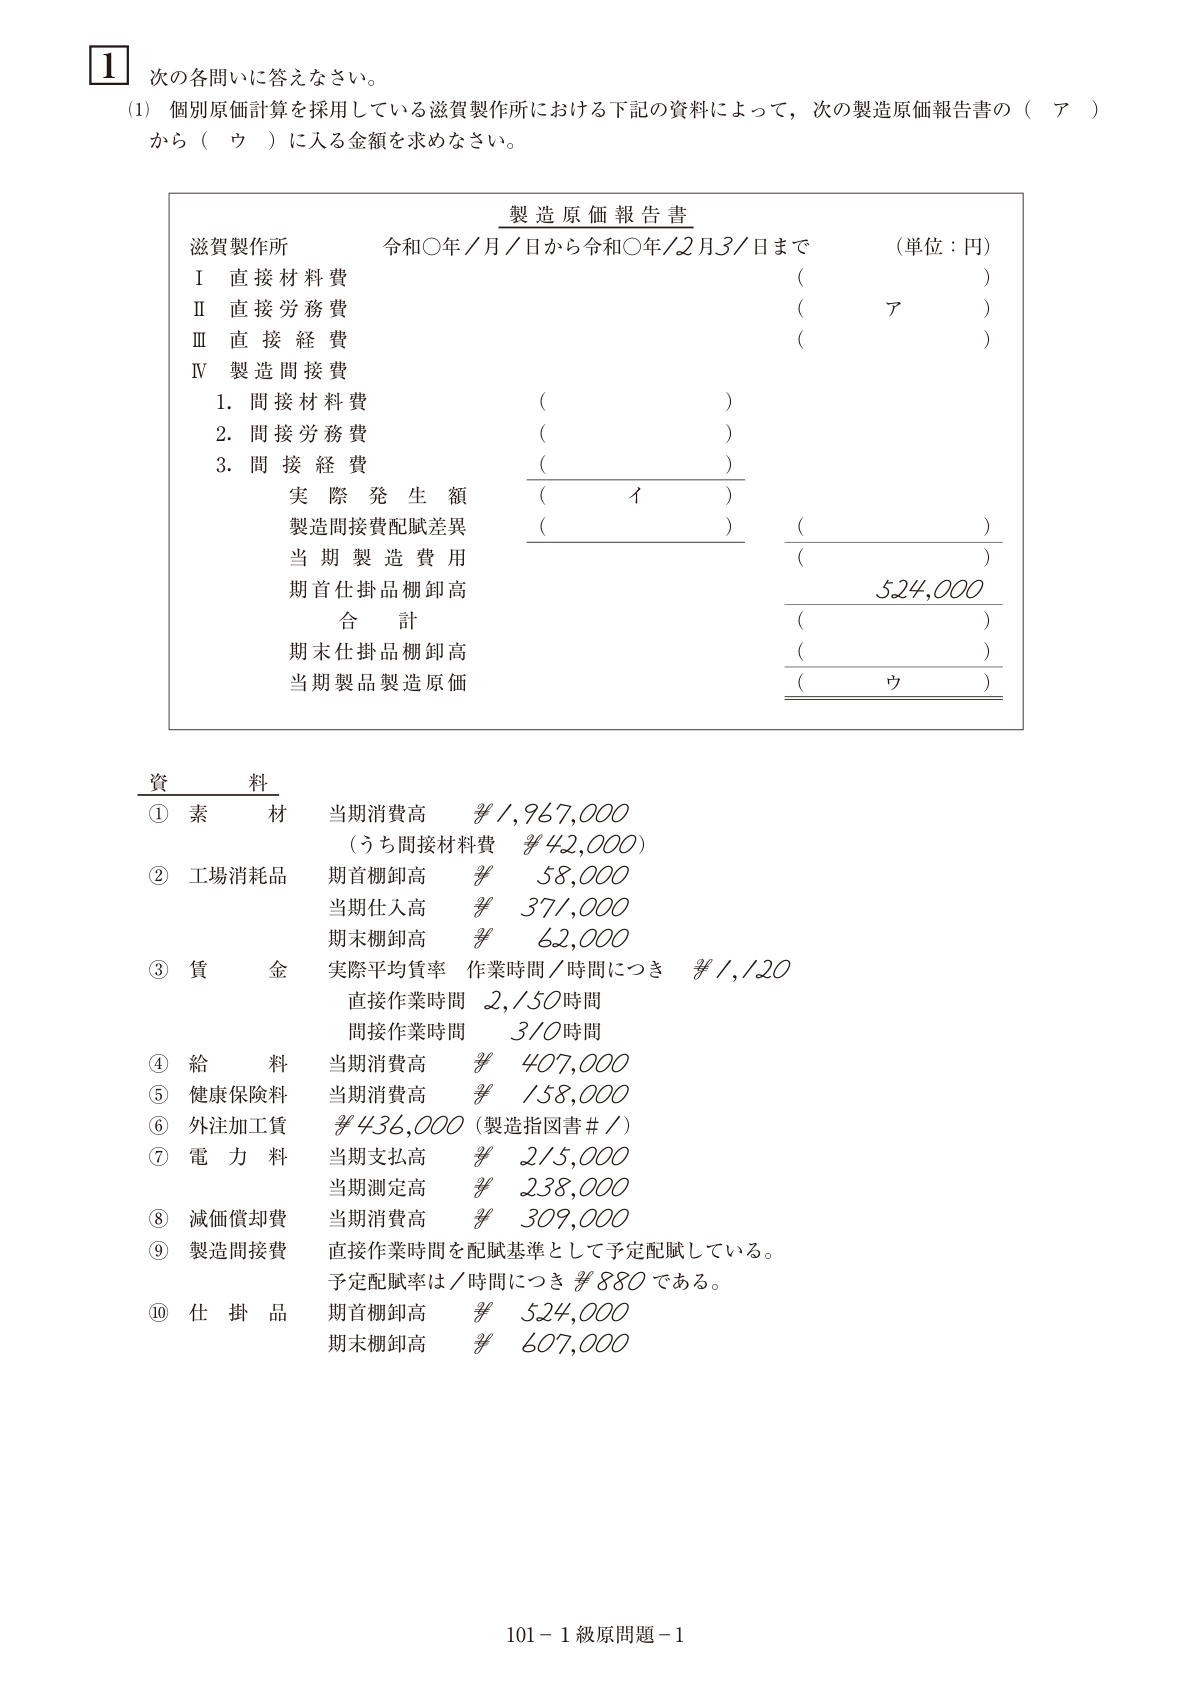 1 次の各問いに答えなさい。
(1) 個別原価計算を採用している滋賀製作所における下記の資料によって，次の製造原価報告書の（ ア ）
から（ ウ ）に入る金額を求めなさい。
製造原価報告書
滋賀製作所 令和○年1月1日から令和○年12月31日まで （単位：円）
Ⅰ 直接材料費 （ ）
Ⅱ 直接労務費 （ ア ）
Ⅲ 直接経費 （ ）
Ⅳ 製造間接費
1. 間接材料費 （ ）
2. 間接労務費 （ ）
3. 間接経費 （ ）
実際発生額 （ イ ）
製造間接費配賦差異 （ ） （ ）
当期製造費用 （ ）
期首仕掛品棚卸高 524,000
合計 （ ）
期末仕掛品棚卸高 （ ）
当期製品製造原価 （ ウ ）
資料
① 素材 当期消費高 ¥1,967,000
（うち間接材料費 ¥42,000）
② 工場消耗品 期首棚卸高 ¥ 58,000
当期仕入高 ¥ 371,000
期末棚卸高 ¥ 62,000
③ 賃金 実際平均賃率 作業時間1時間につき ¥1,120
直接作業時間 2,150時間
間接作業時間 310時間
④ 給料 当期消費高 ¥ 407,000
⑤ 健康保険料 当期消費高 ¥ 158,000
⑥ 外注加工賃 ¥436,000（製造指図書＃1）
⑦ 電力料 当期支払高 ¥ 215,000
当期測定高 ¥ 238,000
⑧ 減価償却費 当期消費高 ¥ 309,000
⑨ 製造間接費 直接作業時間を配賦基準として予定配賦している。
予定配賦率は1時間につき¥880である。
⑩ 仕掛品 期首棚卸高 ¥ 524,000
期末棚卸高 ¥ 607,000
101－1級原問題－1